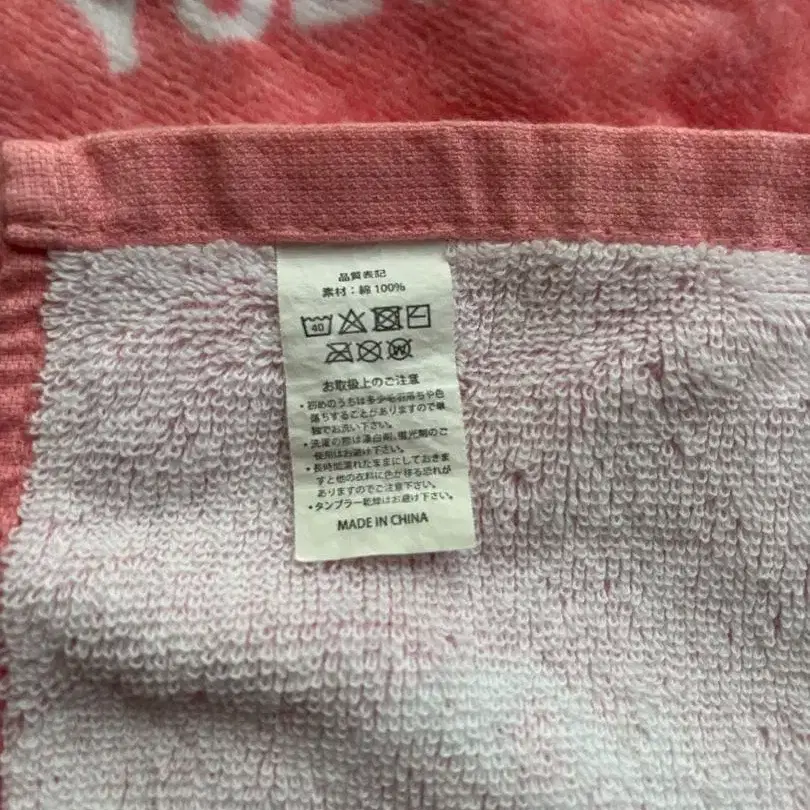 品質表記
素材：綿 100%
40
W
お取扱上のご注意
・初めのうちは多少毛羽落ちや色
落ちすることがありますので単
独でお洗い下さい。
・洗濯の際は漂白剤、蛍光剤のご
使用はお避け下さい。
・長時間濡れたままにしておきま
すと他の衣料に色が移る恐れが
ありますのでご注意下さい。
・タンブラー乾燥はお避け下さい。
MADE IN CHINA